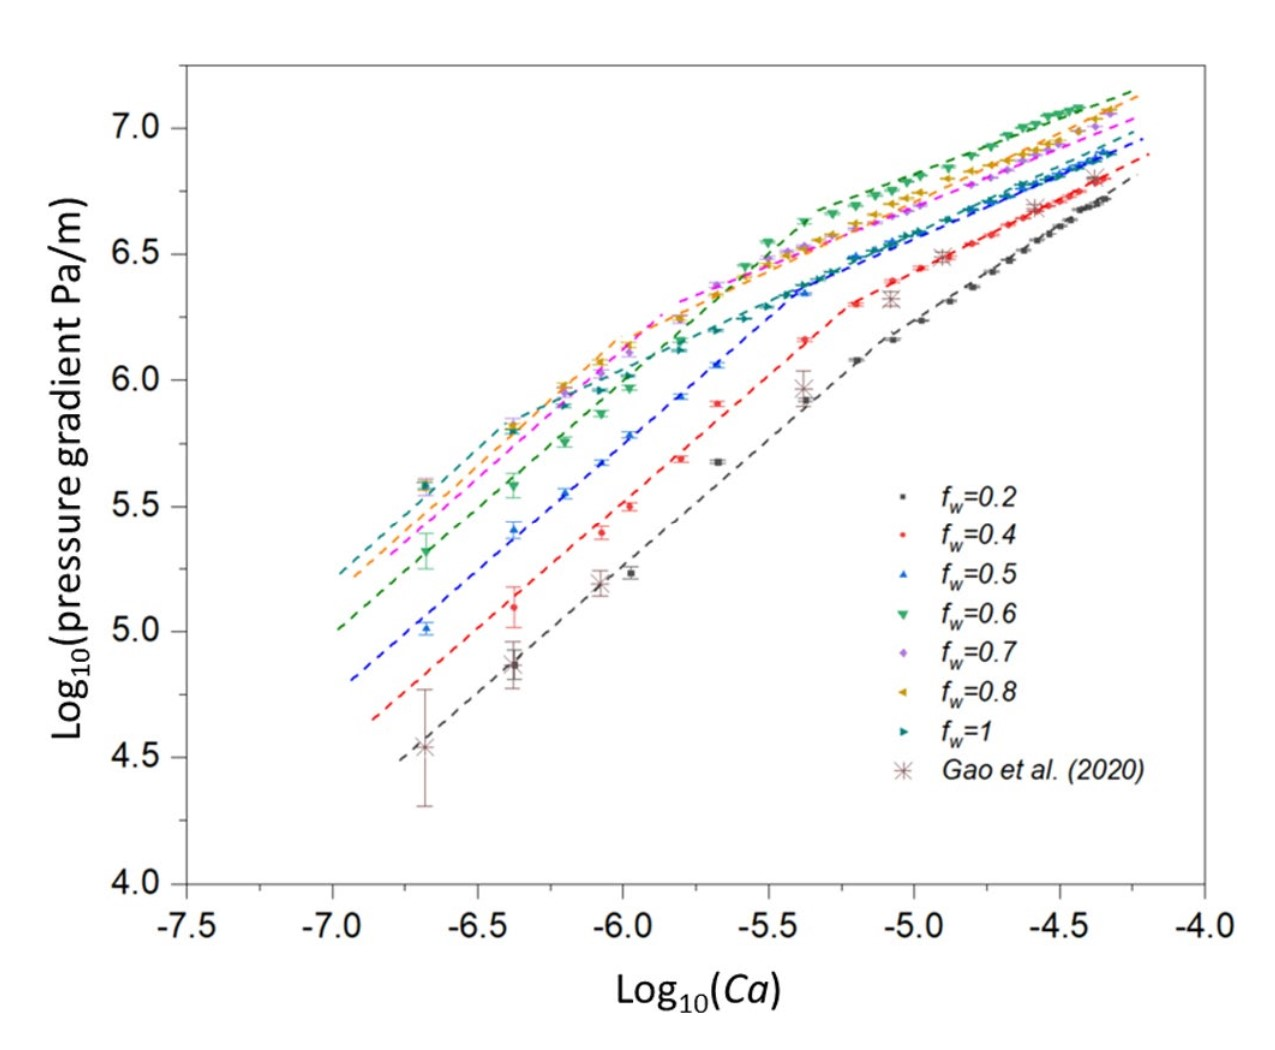 Log10(pressure gradient Pa/m)
7.0
6.5
6.0
5.5
5.0
4.5
4.0
-7.5 -7.0 -6.5 -6.0 -5.5 -5.0 -4.5 -4.0
Log10(Ca)
fw=0.2
fw=0.4
fw=0.5
fw=0.6
fw=0.7
fw=0.8
fw=1
Gao et al. (2020)